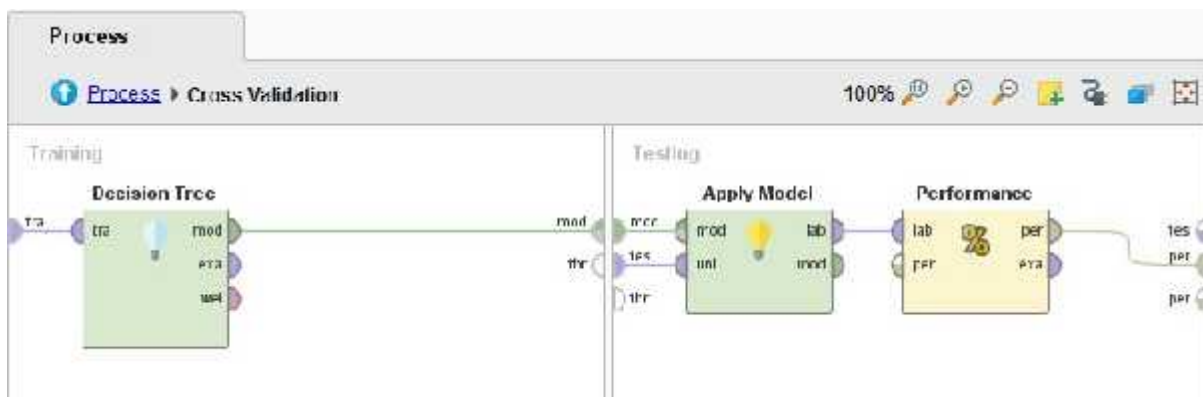 Process
Process ▸ Cross Validation 100%
Training Testing
Decision Tree Apply Model Performance
tra tra mod mod mod mod lab lab per tes
exa thr tes unl mod per exa per
wei thr per